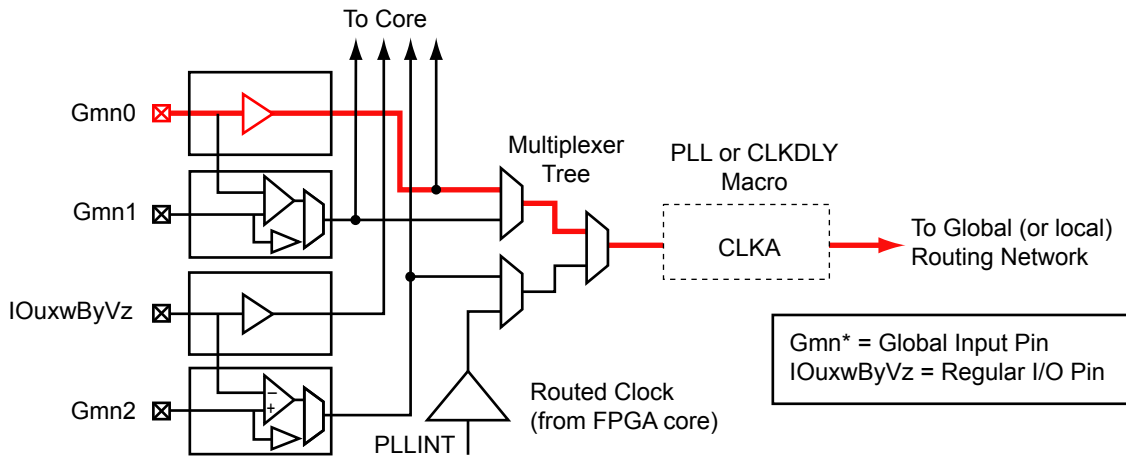 To Core
Gmn0
Multiplexer
Tree
PLL or CLKDLY
Macro
Gmn1
CLKA
To Global (or local)
Routing Network
IOuxwByVz
Gmn* = Global Input Pin
IOuxwByVz = Regular I/O Pin
−
+
Gmn2
Routed Clock
(from FPGA core)
PLLINT